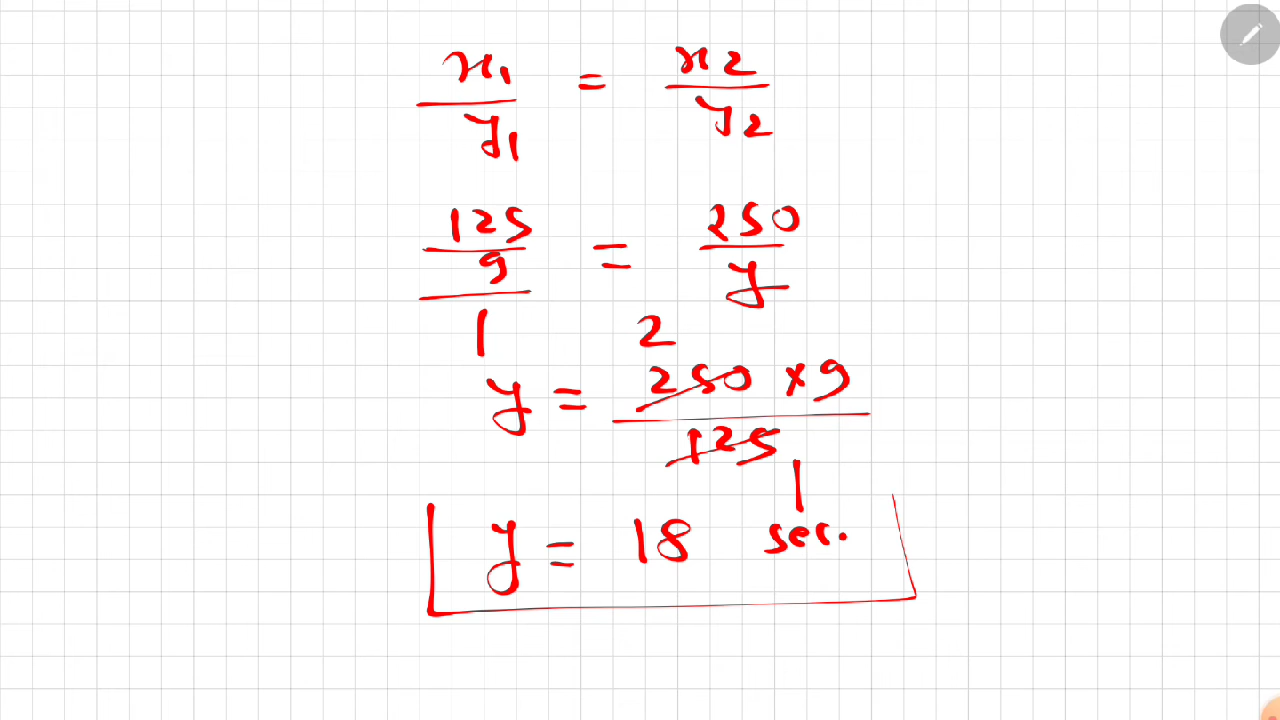 x1/y1 = x2/y2
125/9/1 = 250/y
2
y = 250 × 9/125
1
y = 18 sec.